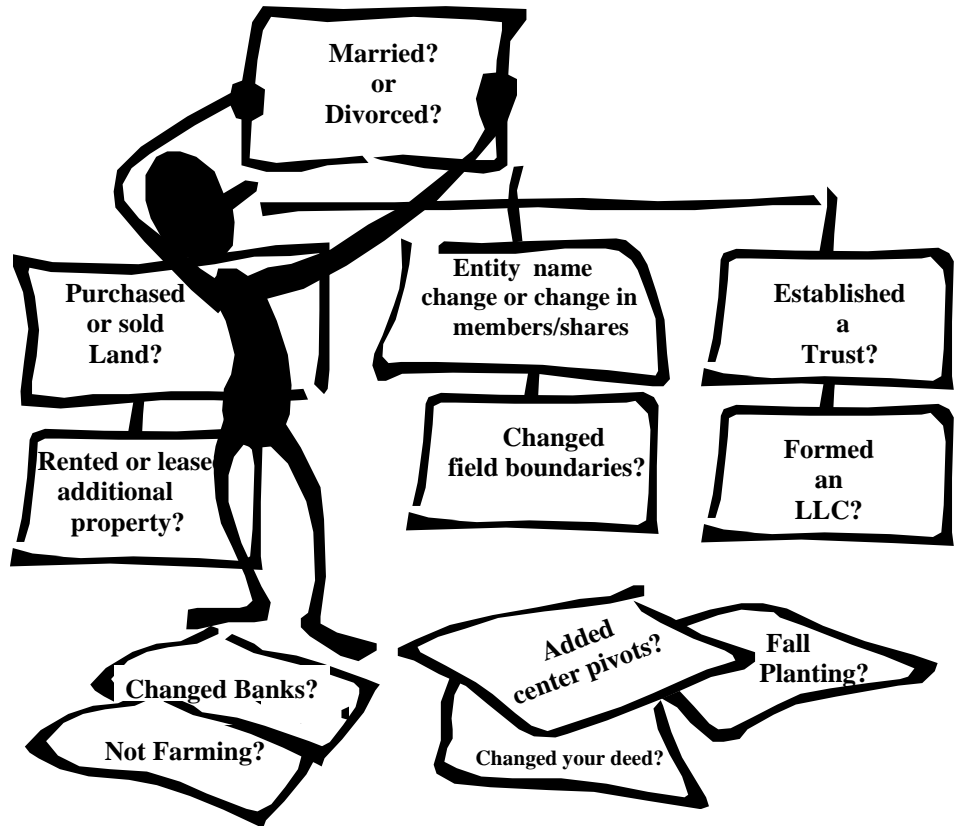 Married?
or
Divorced?
Purchased
or sold
Land?
Entity name
change or change in
members/shares
Established
a
Trust?
Rented or lease
additional
property?
Changed
field boundaries?
Formed
an
LLC?
Added
center pivots?
Fall
Planting?
Changed Banks?
Not Farming?
Changed your deed?